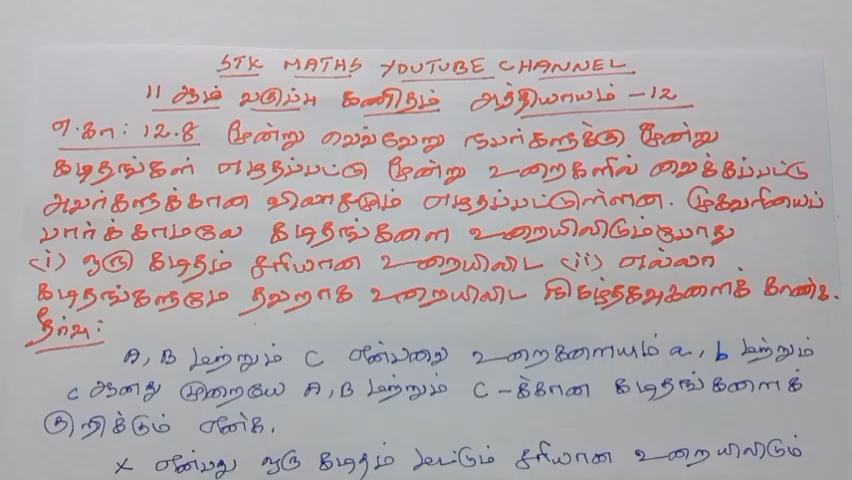 STK MATHS YOUTUBE CHANNEL
11 ஆம் வகுப்பு கணிதம் அத்தியாயம் - 12
எ.கா: 12.8 மூன்று வெவ்வேறு நபர்களுக்கு மூன்று
கடிதங்கள் எழுதப்பட்டு மூன்று உறைகளில் வைக்கப்பட்டு
அவர்களுக்கான விலாசமும் எழுதப்பட்டுள்ளன. முகவரியைப்
பார்க்காமலே கடிதங்களை உறையிலிடும்போது
(i) ஒரு கடிதம் சரியான உறையிலிட (ii) எல்லா
கடிதங்களுமே தவறாக உறையிலிட நிகழ்தகவுகளைக் காண்க.
தீர்வு:
A, B மற்றும் C என்பவை உறைகளையும் a, b மற்றும்
c ஆனது முறையே A, B மற்றும் C-க்கான கடிதங்களைக்
குறிக்கும் என்க.
X என்பது ஒரு கடிதம் மட்டும் சரியான உறையிலிடும்